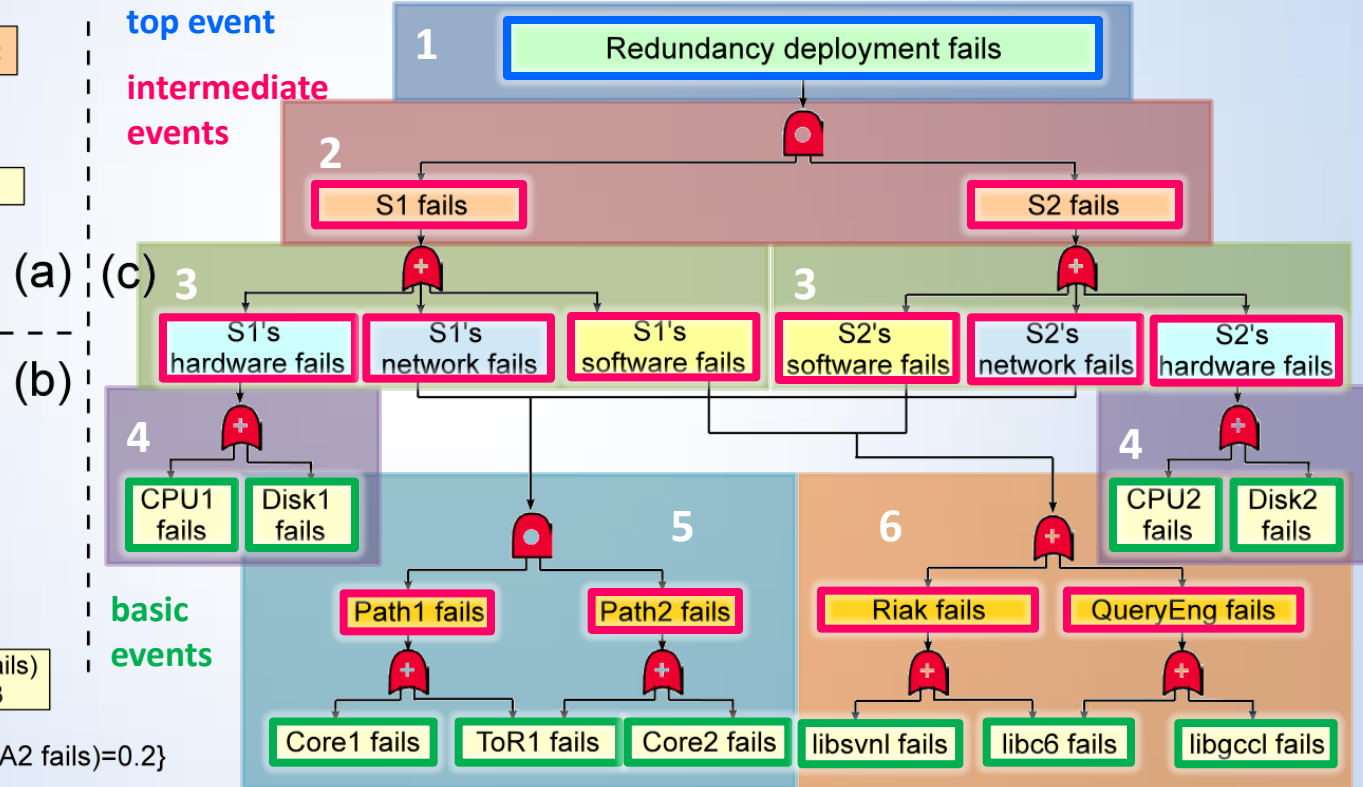 top event
intermediate
events
1
Redundancy deployment fails
2
S1 fails
S2 fails
(a)
(c)
3
3
S1's
hardware fails
S1's
network fails
S1's
software fails
S2's
software fails
S2's
network fails
S2's
hardware fails
(b)
4
4
CPU1
fails
Disk1
fails
CPU2
fails
Disk2
fails
5
6
basic
events
Path1 fails
Path2 fails
Riak fails
QueryEng fails
Core1 fails
ToR1 fails
Core2 fails
libsvnl fails
libc6 fails
libgccl fails
A2 fails)=0.2}